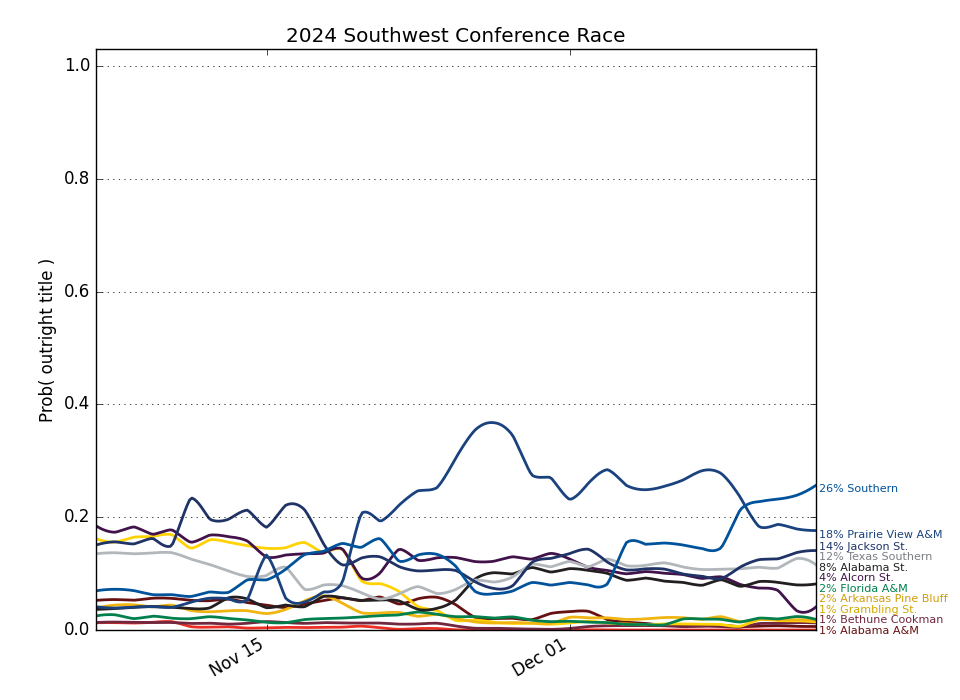 2024 Southwest Conference Race
1.0
0.8
0.6
0.4
0.2
0.0
Prob( outright title )
Nov 15
Dec 01
26% Southern
18% Prairie View A&M
14% Jackson St.
12% Texas Southern
8% Alabama St.
4% Alcorn St.
2% Florida A&M
2% Arkansas Pine Bluff
1% Grambling St.
1% Bethune Cookman
1% Alabama A&M